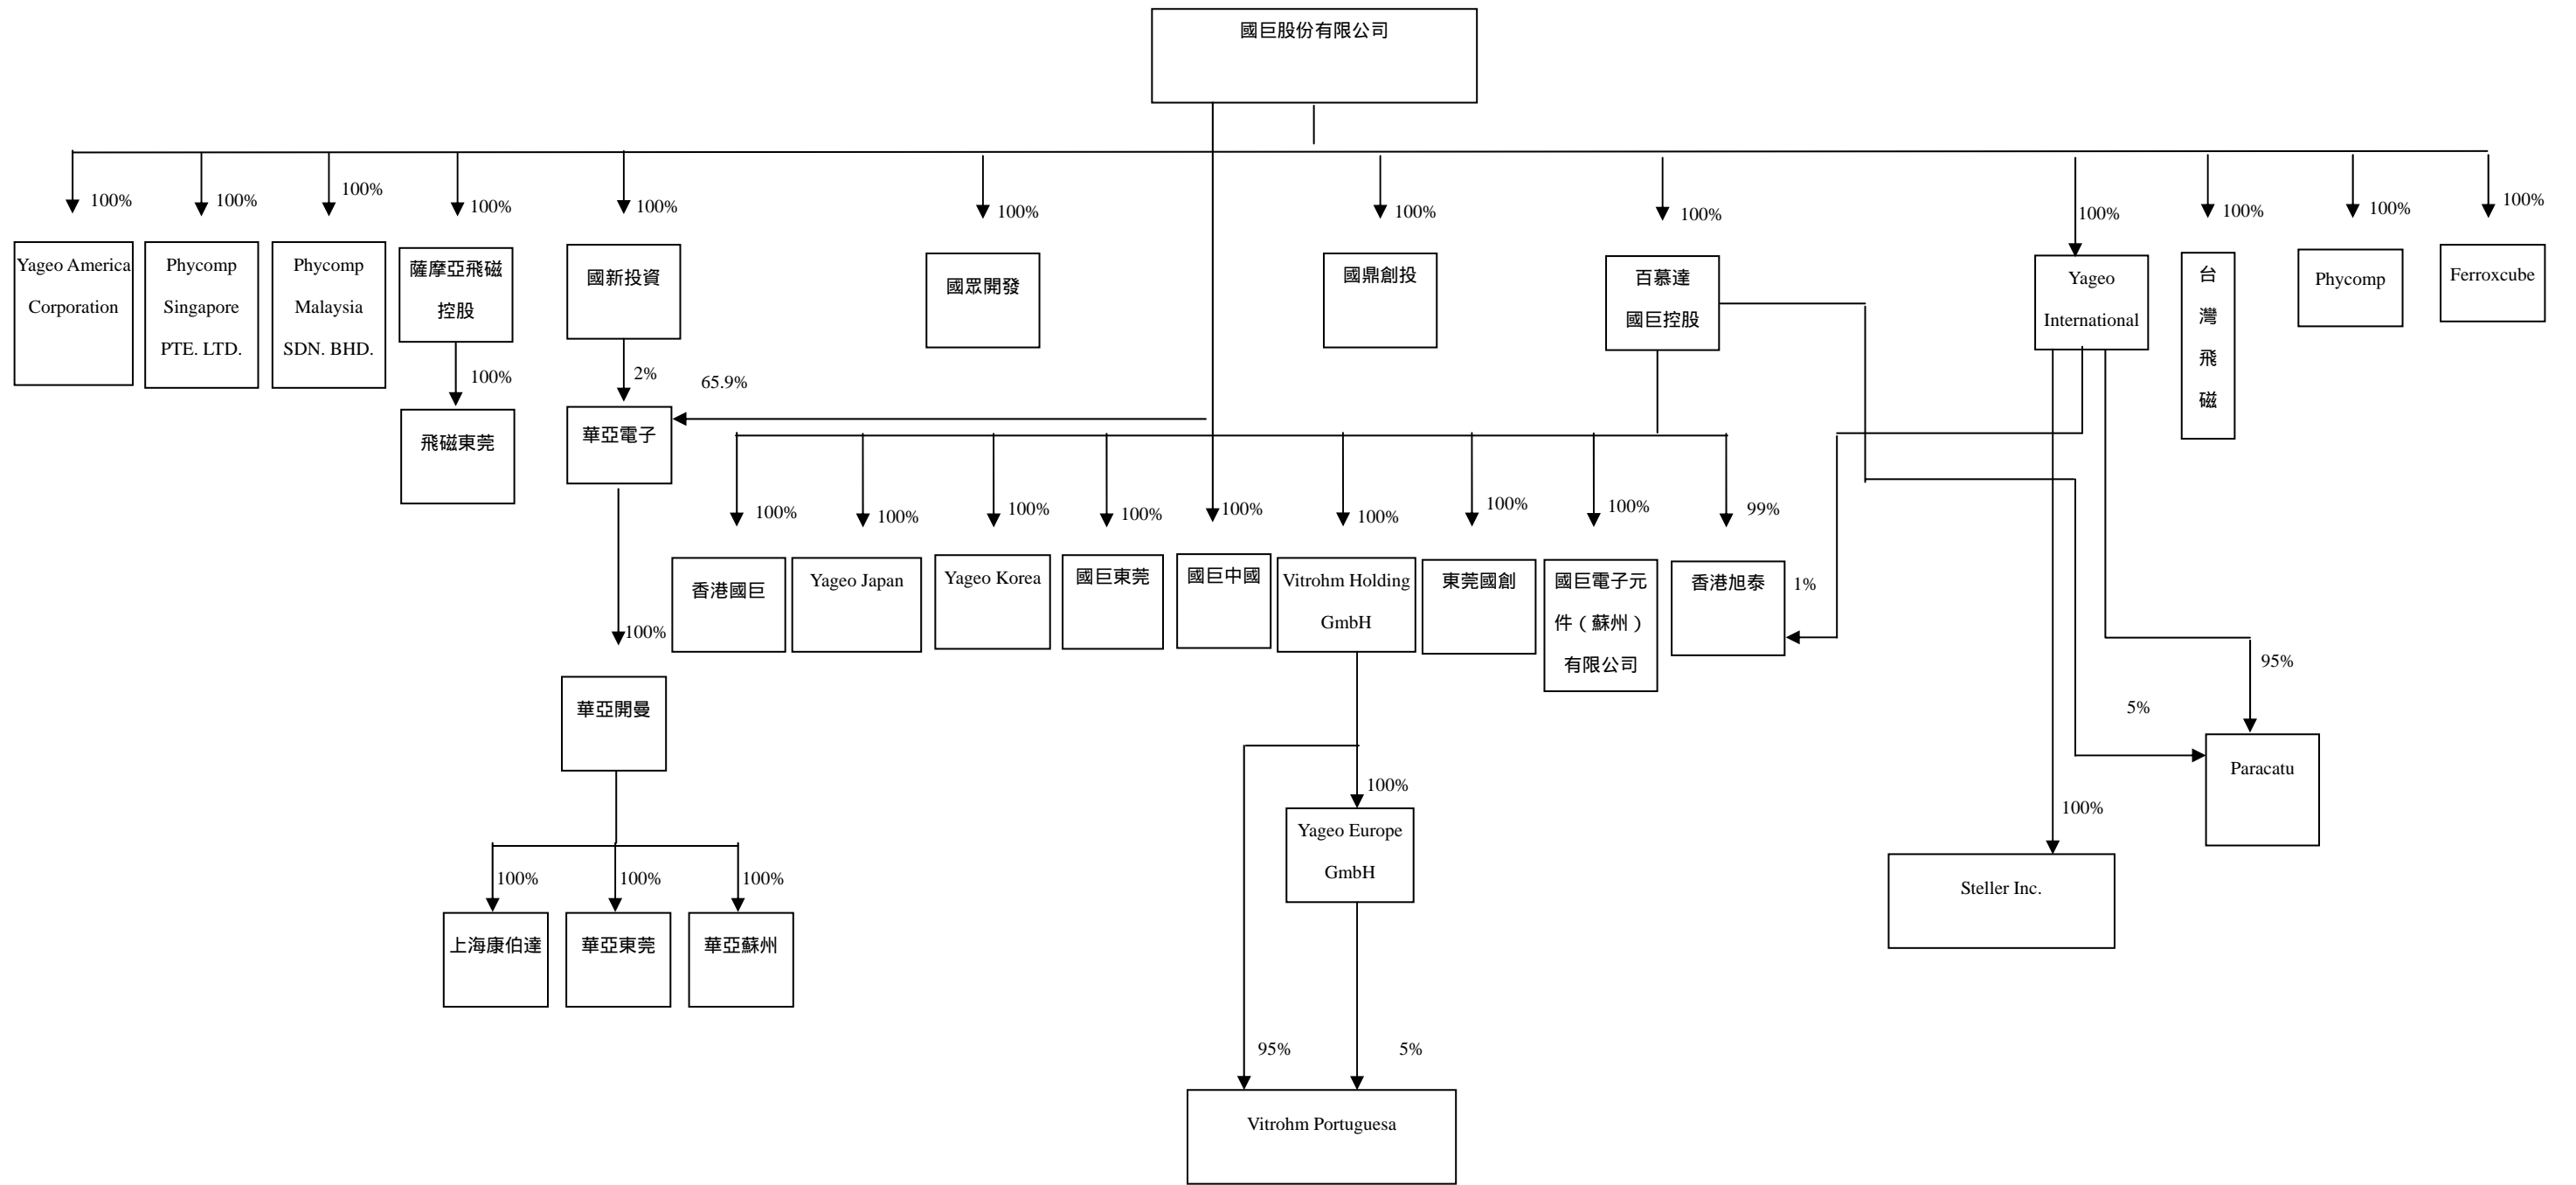 國巨股份有限公司
100%
100%
100%
100%
100%
100%
100%
100%
100%
100%
100%
100%
Yageo America
Corporation
Phycomp
Singapore
PTE. LTD.
Phycomp
Malaysia
SDN. BHD.
薩摩亞飛磁
控股
國新投資
國眾開發
國鼎創投
百慕達
國巨控股
Yageo
International
台
灣
飛
磁
Phycomp
Ferroxcube
100%
2%
65.9%
飛磁東莞
華亞電子
100%
100%
100%
100%
100%
100%
100%
100%
99%
香港國巨
Yageo Japan
Yageo Korea
國巨東莞
國巨中國
Vitrohm Holding
GmbH
東莞國創
國巨電子元
件（蘇州）
有限公司
香港旭泰
1%
100%
95%
5%
華亞開曼
Paracatu
100%
100%
Yageo Europe
GmbH
Steller Inc.
100%
100%
100%
上海康伯達
華亞東莞
華亞蘇州
95%
5%
Vitrohm Portuguesa